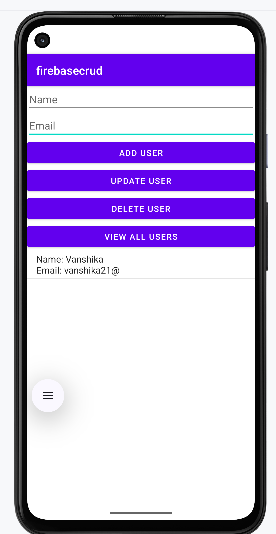 firebasecrud
Name
Email
ADD USER
UPDATE USER
DELETE USER
VIEW ALL USERS
Name: Vanshika
Email: vanshika21@